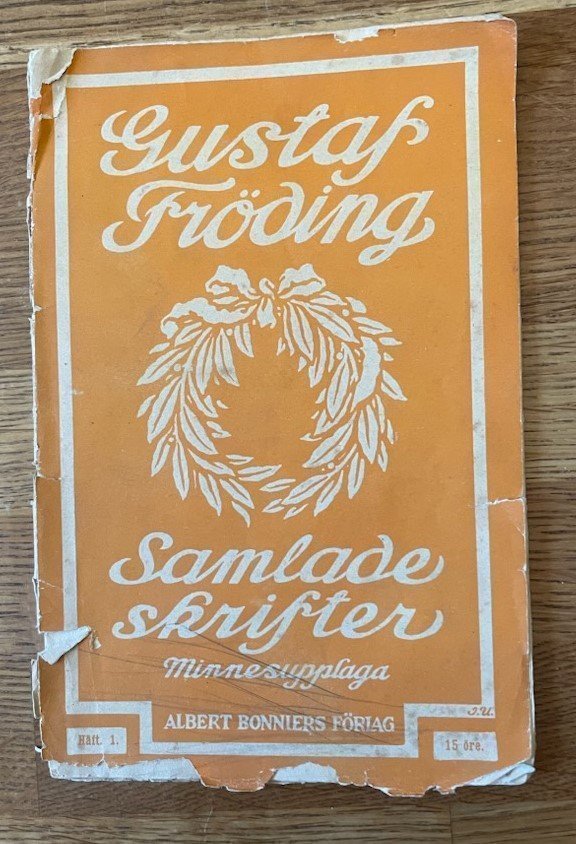 Gustaf
Fröding
Samlade
skrifter
Minnesupplaga
J.U.
ALBERT BONNIERS FÖRLAG
Häft. 1.
15 öre.